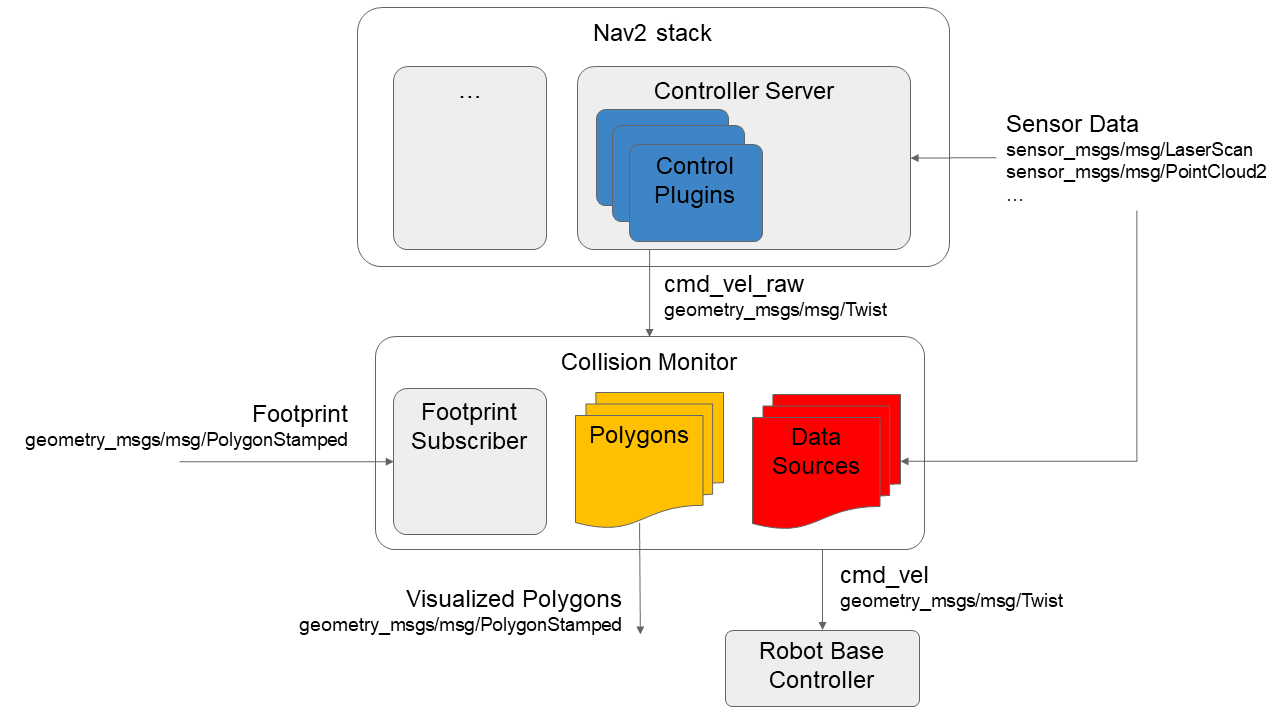 Nav2 stack
…
Controller Server
Control
Plugins
Sensor Data
sensor_msgs/msg/LaserScan
sensor_msgs/msg/PointCloud2
…
cmd_vel_raw
geometry_msgs/msg/Twist
Collision Monitor
Footprint
geometry_msgs/msg/PolygonStamped
Footprint
Subscriber
Polygons
Data
Sources
Visualized Polygons
geometry_msgs/msg/PolygonStamped
cmd_vel
geometry_msgs/msg/Twist
Robot Base
Controller